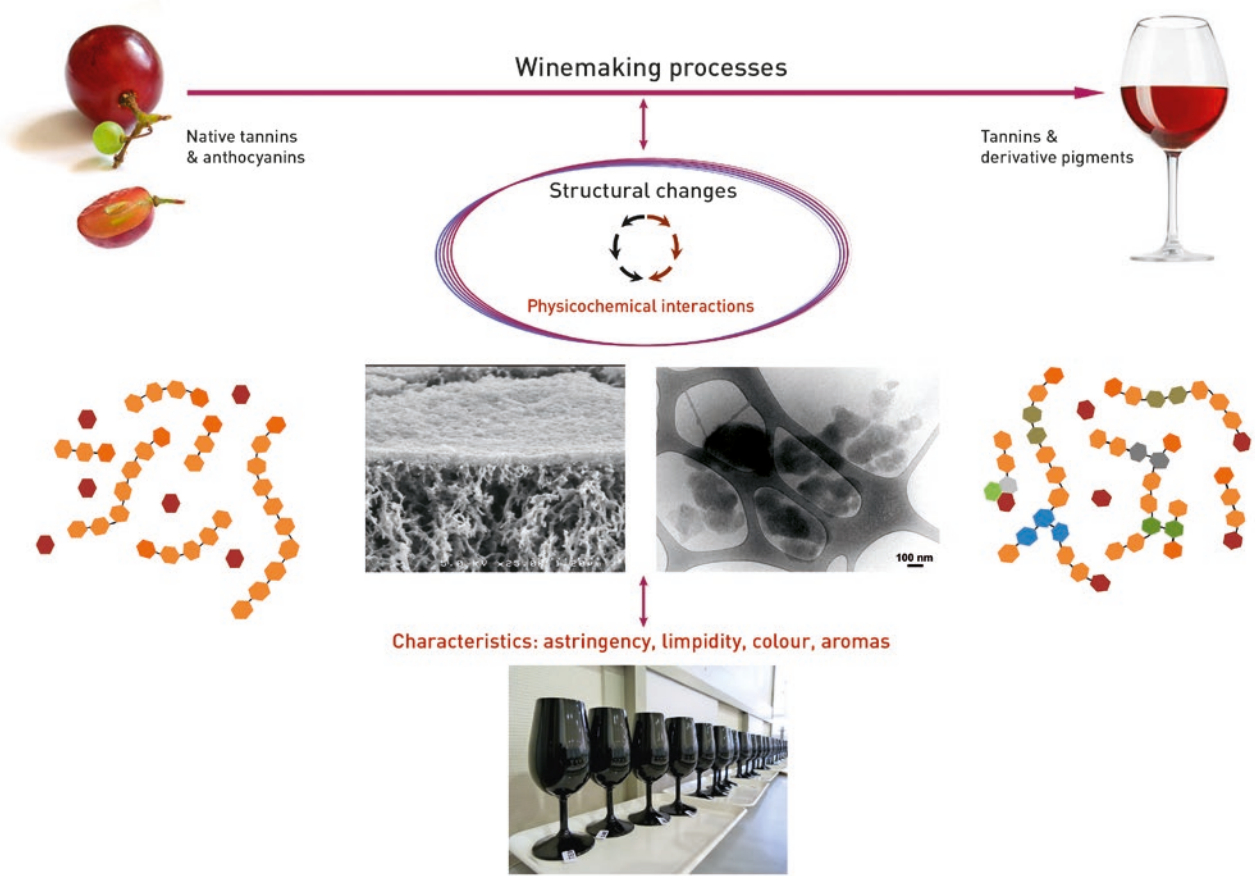 Winemaking processes
Native tannins
& anthocyanins
Tannins &
derivative pigments
Structural changes
Physicochemical interactions
100 nm
Characteristics: astringency, limpidity, colour, aromas